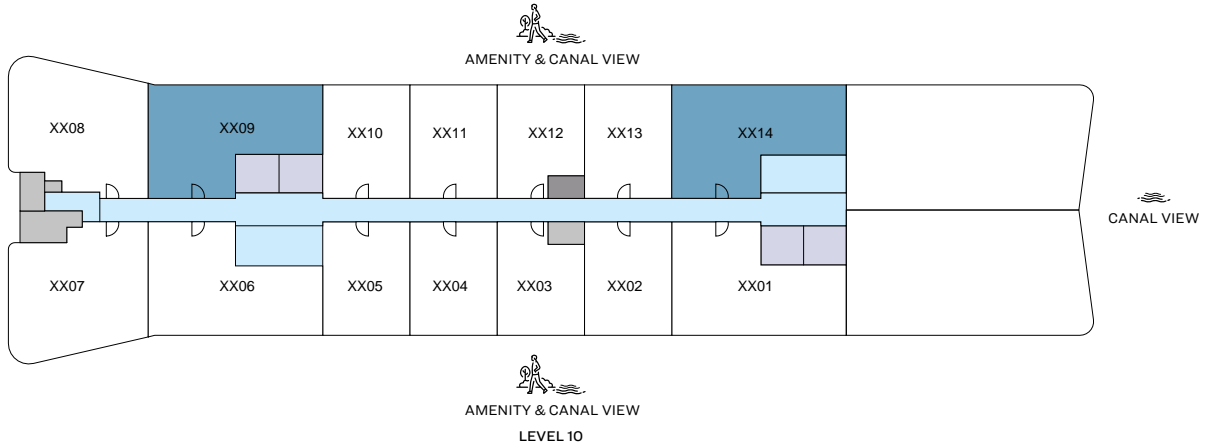 AMENITY & CANAL VIEW
XX08
XX09
XX10
XX11
XX12
XX13
XX14
CANAL VIEW
XX07
XX06
XX05
XX04
XX03
XX02
XX01
AMENITY & CANAL VIEW
LEVEL 10